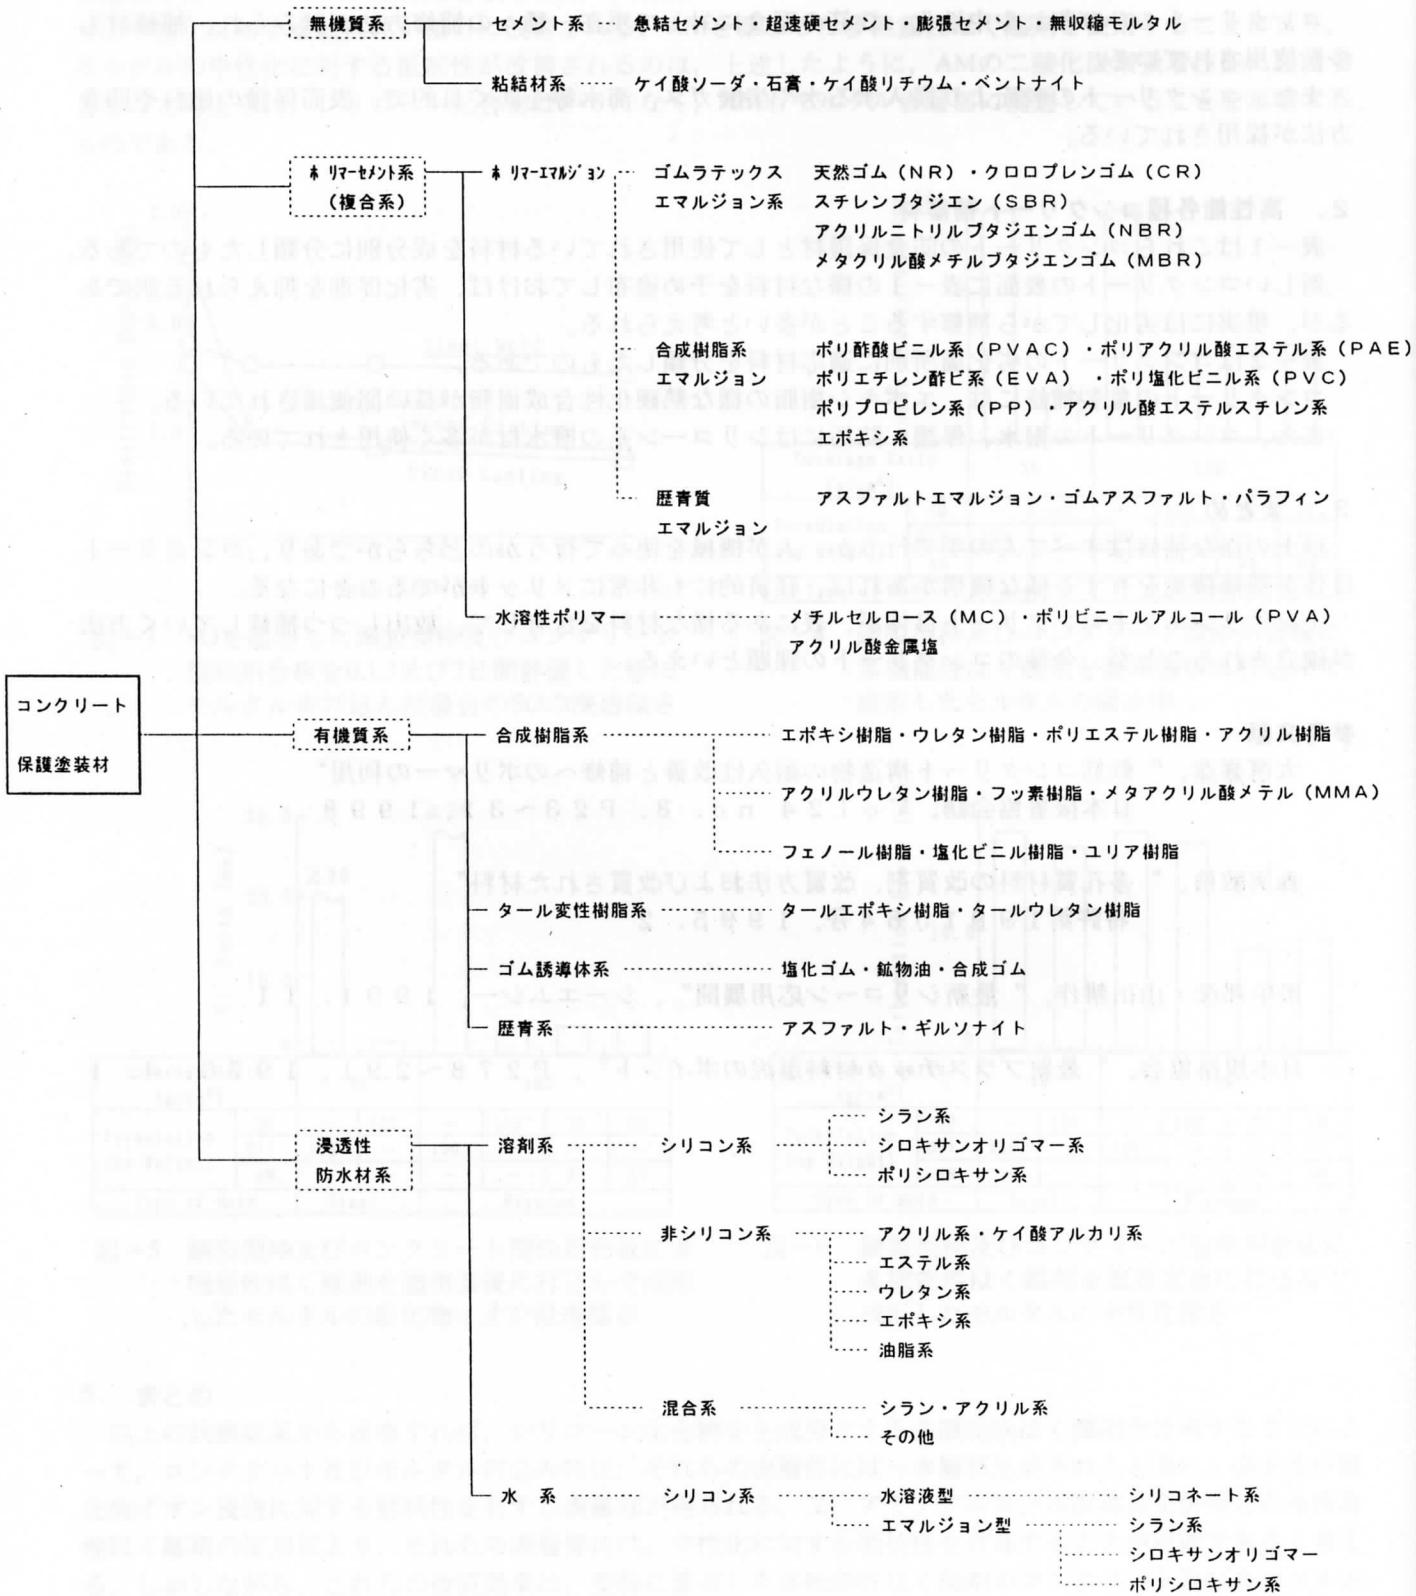 無機質系
セメント系
急結セメント・超速硬セメント・膨張セメント・無収縮モルタル
粘結材系
ケイ酸ソーダ・石膏・ケイ酸リチウム・ベントナイト
ポリマーセメント系
(複合系)
ポリマーエマルジョン
ゴムラテックス
エマルジョン系
天然ゴム(NR)・クロロプレンゴム(CR)
スチレンブタジエン(SBR)
アクリルニトリルブタジエンゴム(NBR)
メタクリル酸メチルブタジエンゴム(MBR)
合成樹脂系
エマルジョン
ポリ酢酸ビニル系(PVAC)・ポリアクリル酸エステル系(PAE)
ポリエチレン酢ビ系(EVA)・ポリ塩化ビニル系(PVC)
ポリプロピレン系(PP)・アクリル酸エステルスチレン系
エポキシ系
歴青質
エマルジョン
アスファルトエマルジョン・ゴムアスファルト・パラフィン
水溶性ポリマー
メチルセルロース(MC)・ポリビニールアルコール(PVA)
アクリル酸金属塩
コンクリート
保護塗装材
有機質系
合成樹脂系
エポキシ樹脂・ウレタン樹脂・ポリエステル樹脂・アクリル樹脂
アクリルウレタン樹脂・フッ素樹脂・メタアクリル酸メテル(MMA)
フェノール樹脂・塩化ビニル樹脂・ユリア樹脂
タール変性樹脂系
タールエポキシ樹脂・タールウレタン樹脂
ゴム誘導体系
塩化ゴム・鉱物油・合成ゴム
歴青系
アスファルト・ギルソナイト
浸透性
防水材系
溶剤系
シリコン系
シラン系
シロキサンオリゴマー系
ポリシロキサン系
非シリコン系
アクリル系・ケイ酸アルカリ系
エステル系
ウレタン系
エポキシ系
油脂系
混合系
シラン・アクリル系
その他
水 系
シリコン系
水溶液型
シリコネート系
エマルジョン型
シラン系
シロキサンオリゴマー
ポリシロキサン系